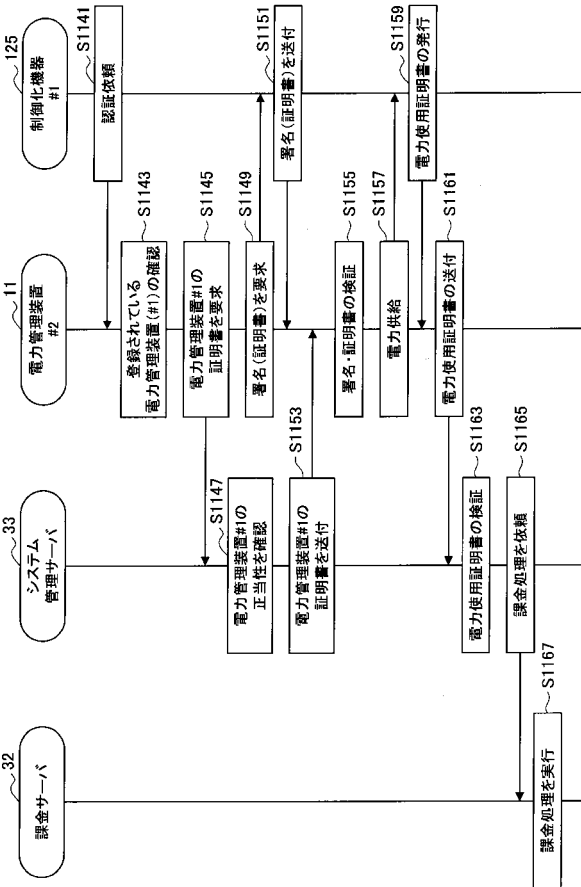 125
制御化機器
#1
11
電力管理装置
#2
33
システム
管理サーバ
32
課金サーバ
S1141
認証依頼
S1143
登録されている
電力管理装置(#1)の確認
S1145
電力管理装置#1の
証明書を要求
S1147
電力管理装置#1の
正当性を確認
S1149
署名(証明書)を要求
S1151
署名(証明書)を送付
S1153
電力管理装置#1の
証明書を送付
S1155
署名・証明書の検証
S1157
電力供給
S1159
電力使用証明書の発行
S1161
電力使用証明書の送付
S1163
電力使用証明書の検証
S1165
課金処理を依頼
S1167
課金処理を実行